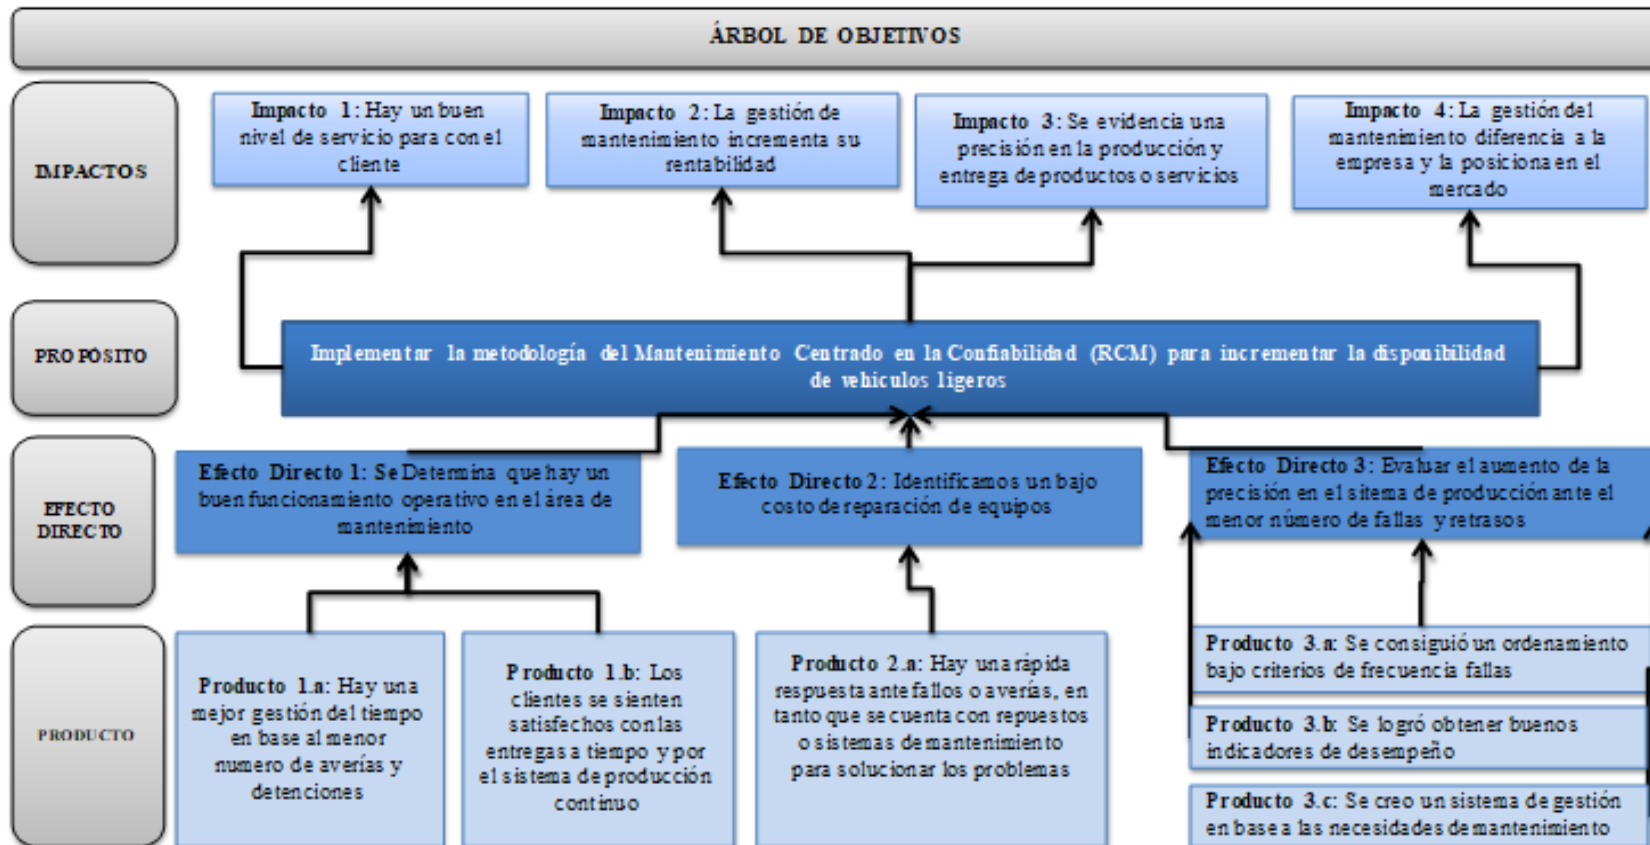 ÁRBOL DE OBJETIVOS
IMPACTOS
Impacto 1: Hay un buen
nivel de servicio para con el
cliente
Impacto 2: La gestión de
mantenimiento incrementa su
rentabilidad
Impacto 3: Se evidencia una
precisión en la producción y
entrega de productos o servicios
Impacto 4: La gestión del
mantenimiento diferencia a la
empresa y la posiciona en el
mercado
PROPÓSITO
Implementar la metodología del Mantenimiento Centrado en la Confiabilidad (RCM) para incrementar la disponibilidad
de vehiculos ligeros
EFECTO
DIRECTO
Efecto Directo 1: Se Determina que hay un
buen funcionamiento operativo en el área de
mantenimiento
Efecto Directo 2: Identificamos un bajo
costo de reparación de equipos
Efecto Directo 3: Evaluar el aumento de la
precisión en el sitema de producción ante el
menor número de fallas y retrasos
PRODUCTO
Producto 1.a: Hay una
mejor gestión del tiempo
en base al menor
numero de averías y
detenciones
Producto 1.b: Los
clientes se sienten
satisfechos con las
entregas a tiempo y por
el sistema de producción
continuo
Producto 2.a: Hay una rápida
respuesta ante fallos o averías, en
tanto que se cuenta con repuestos
o sistemas de mantenimiento
para solucionar los problemas
Producto 3.a: Se consiguió un ordenamiento
bajo criterios de frecuencia fallas
Producto 3.b: Se logró obtener buenos
indicadores de desempeño
Producto 3.c: Se creo un sistema de gestión
en base a las necesidades de mantenimiento